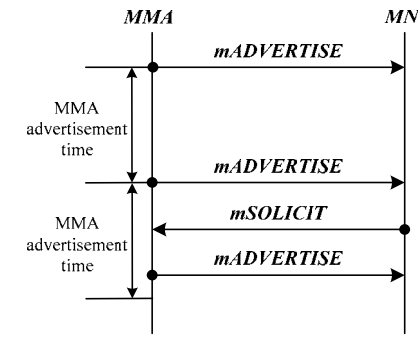 MMA MN
mADVERTISE
MMA
advertisement
time
mADVERTISE
mSOLICIT
MMA
advertisement
time
mADVERTISE